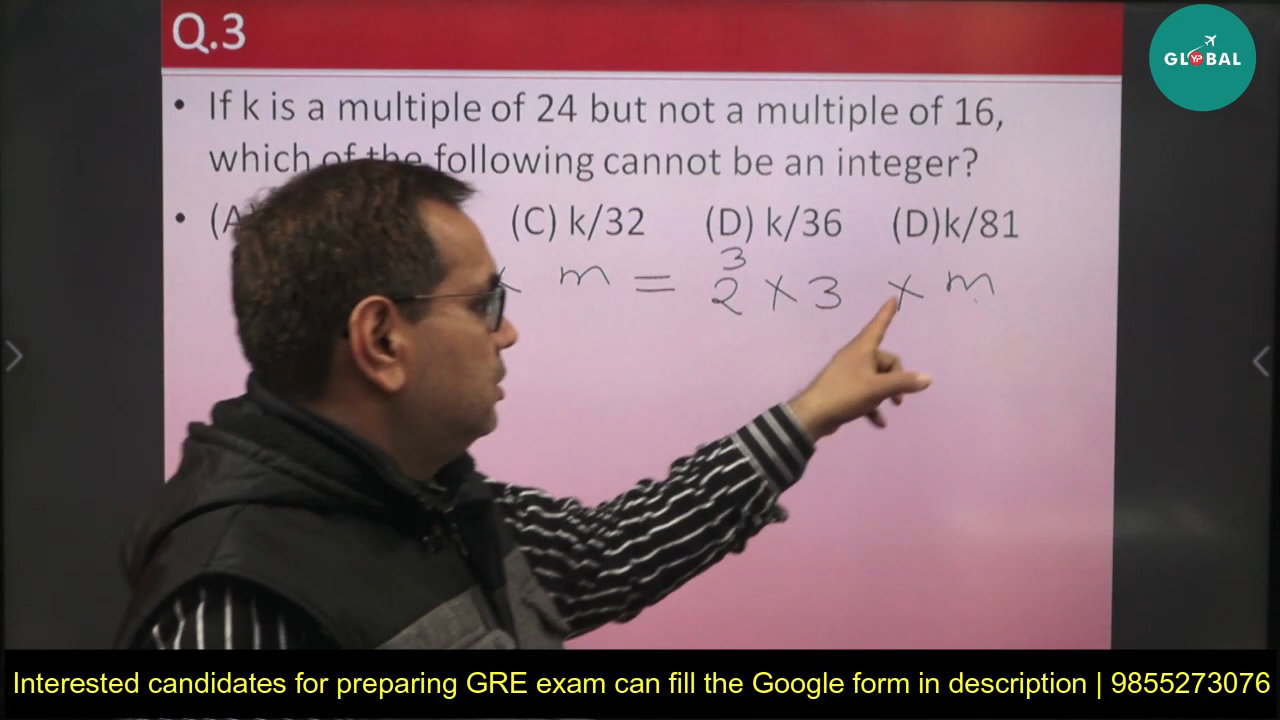 Q.3
GLOBAL
YP
• If k is a multiple of 24 but not a multiple of 16,
which of the following cannot be an integer?
• (A) (C) k/32 (D) k/36 (D)k/81
× m = 2³ × 3 × m
Interested candidates for preparing GRE exam can fill the Google form in description | 9855273076